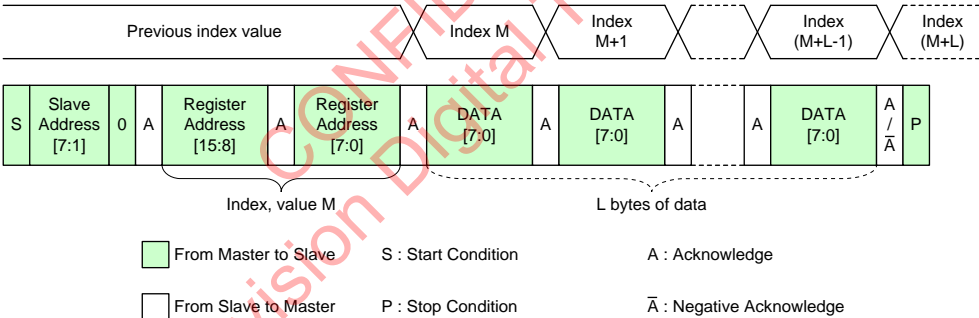 Previous index value
Index M
Index
M+1
Index
(M+L-1)
Index
(M+L)
S
Slave
Address
[7:1]
0
A
Register
Address
[15:8]
A
Register
Address
[7:0]
A
DATA
[7:0]
A
DATA
[7:0]
A
A
DATA
[7:0]
A
/
A̅
P
Index, value M
L bytes of data
From Master to Slave
S : Start Condition
A : Acknowledge
From Slave to Master
P : Stop Condition
A̅ : Negative Acknowledge